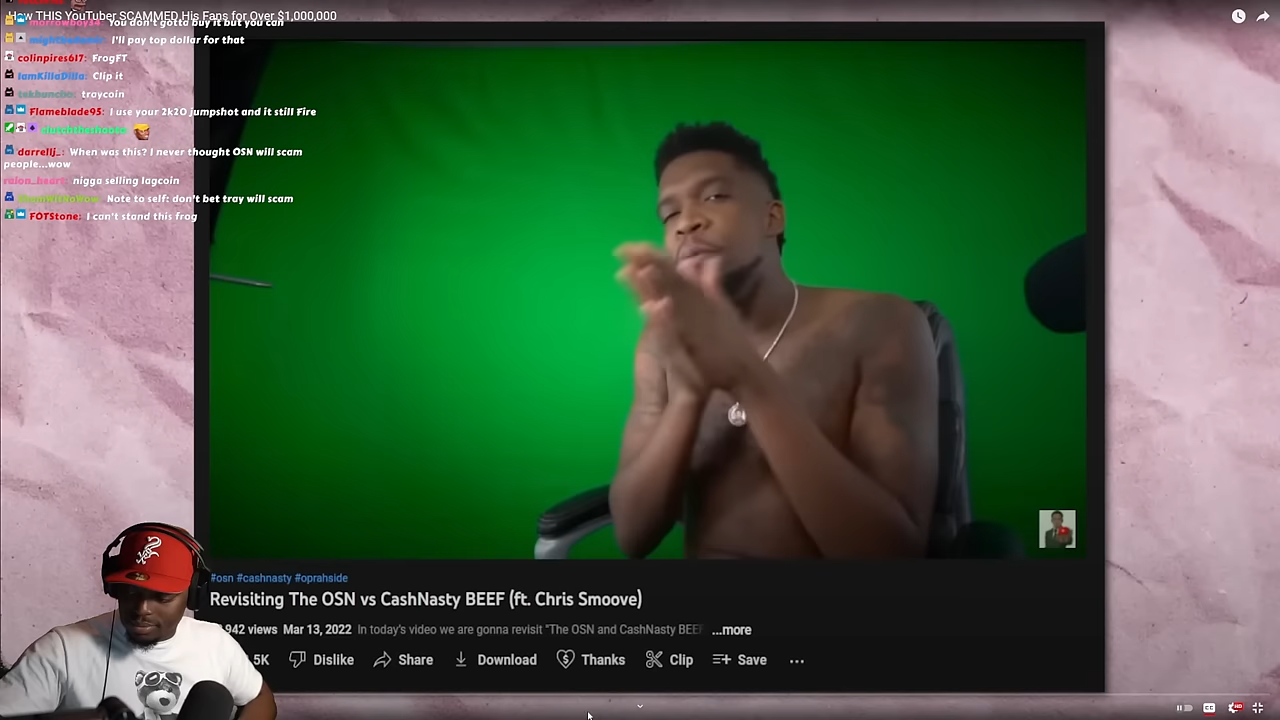 How THIS YouTuber SCAMMED His Fans for Over $1,000,000
You don't gotta buy it but you can
I'll pay top dollar for that
colinpires617: FrogFT
IamKillaDilla: Clip it
traycoin
Flameblade95: I use your 2k20 jumpshot and it still Fire
darrellj_: When was this? I never thought OSN will scam
people...wow
raion_heart: nigga selling lagcoin
Note to self: don't bet tray will scam
FOTStone: I can't stand this frog
#osn #cashnasty #oprahside
Revisiting The OSN vs CashNasty BEEF (ft. Chris Smoove)
942 views Mar 13, 2022 In today's video we are gonna revisit "The OSN and CashNasty BEEF ...more
.5K Dislike Share Download Thanks Clip Save ...
CC HD